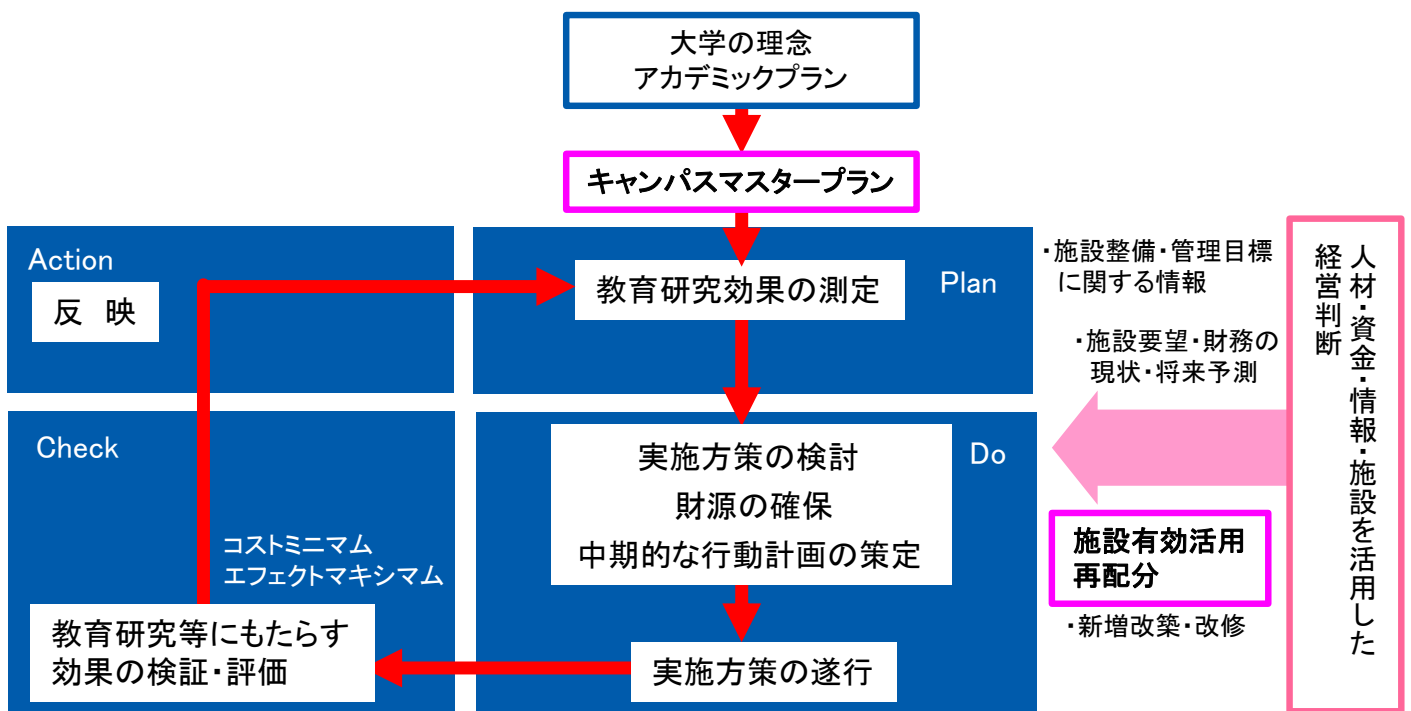 大学の理念
アカデミックプラン
キャンパスマスタープラン
Action
反 映
教育研究効果の測定
Plan
・施設整備・管理目標
に関する情報
・施設要望・財務の
現状・将来予測
人材・資金・情報・施設を活用した
経営判断
Check
コストミニマム
エフェクトマキシマム
教育研究等にもたらす
効果の検証・評価
実施方策の検討
財源の確保
中期的な行動計画の策定
Do
実施方策の遂行
施設有効活用
再配分
・新増改築・改修